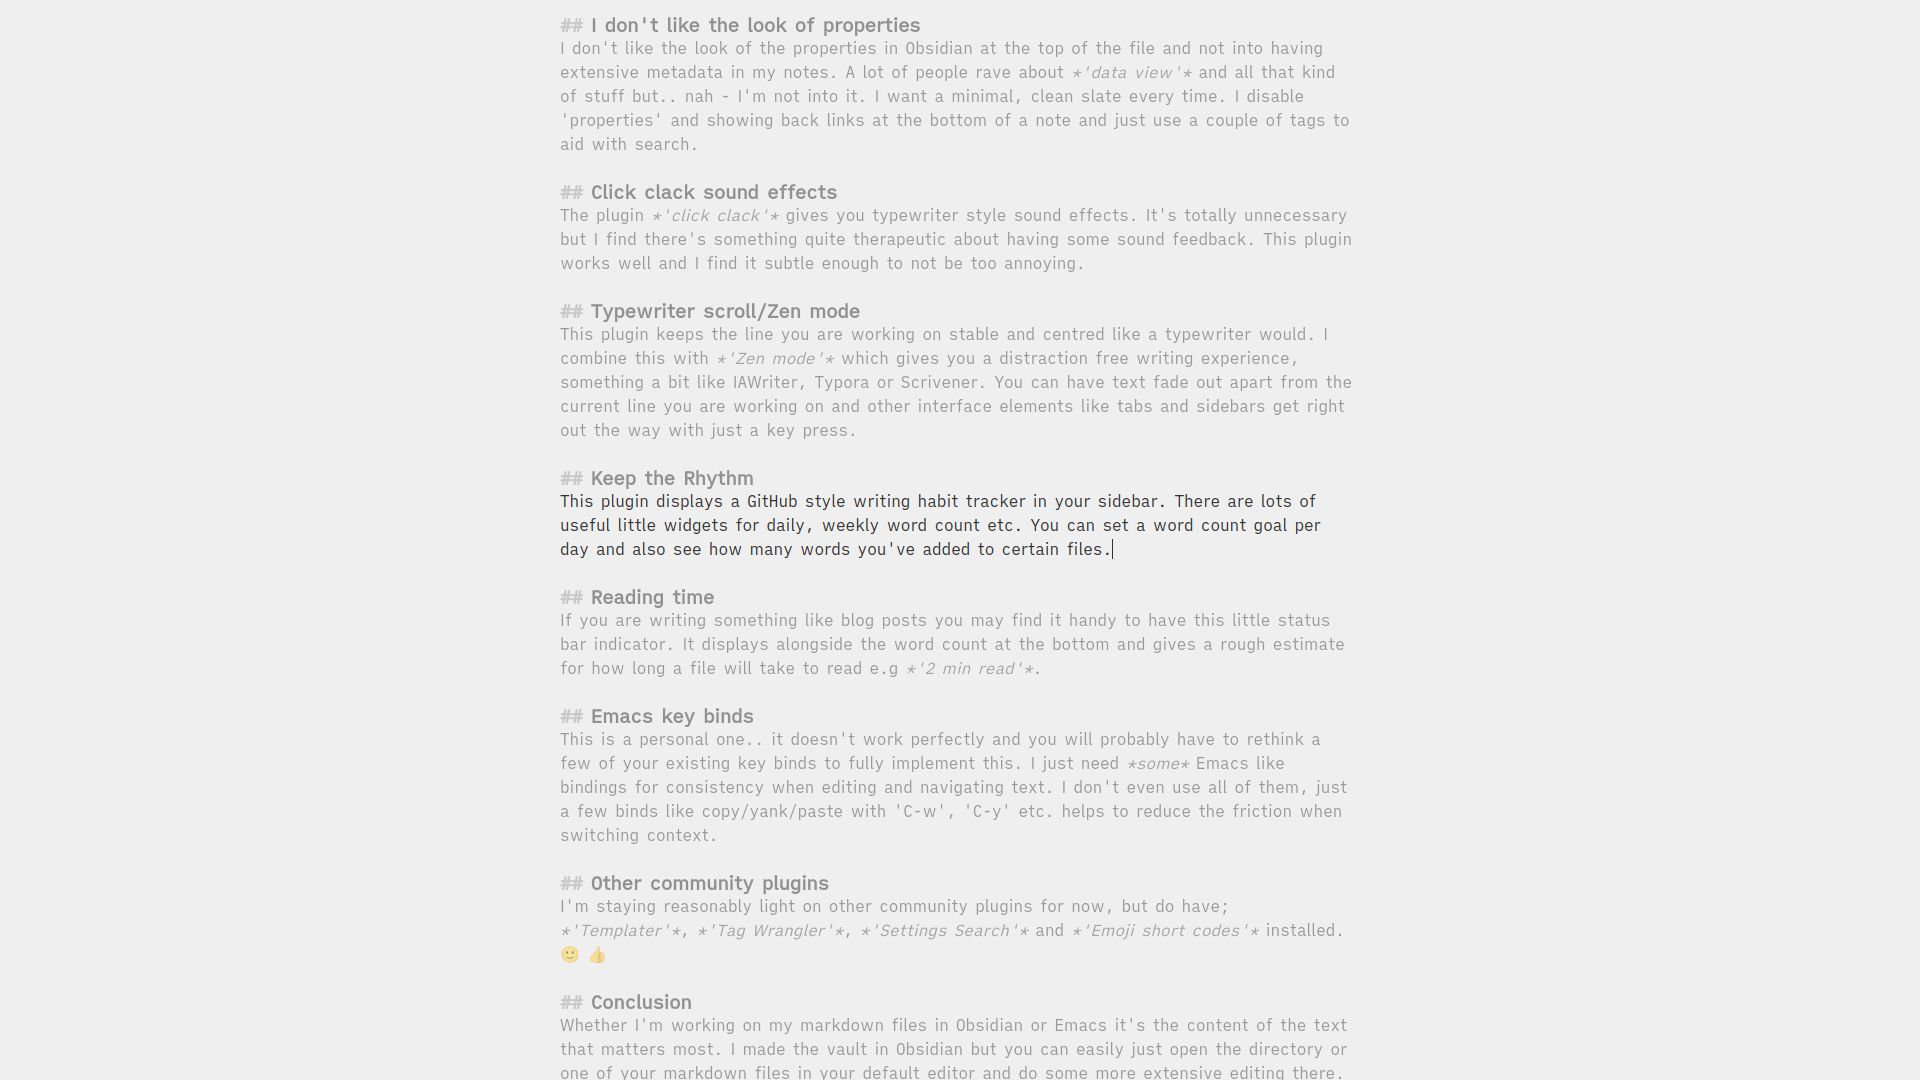 ## I don't like the look of properties
I don't like the look of the properties in Obsidian at the top of the file and not into having
extensive metadata in my notes. A lot of people rave about *'data view'* and all that kind
of stuff but.. nah - I'm not into it. I want a minimal, clean slate every time. I disable
'properties' and showing back links at the bottom of a note and just use a couple of tags to
aid with search.
## Click clack sound effects
The plugin *'click clack'* gives you typewriter style sound effects. It's totally unnecessary
but I find there's something quite therapeutic about having some sound feedback. This plugin
works well and I find it subtle enough to not be too annoying.
## Typewriter scroll/Zen mode
This plugin keeps the line you are working on stable and centred like a typewriter would. I
combine this with *'Zen mode'* which gives you a distraction free writing experience,
something a bit like IAWriter, Typora or Scrivener. You can have text fade out apart from the
current line you are working on and other interface elements like tabs and sidebars get right
out the way with just a key press.
## Keep the Rhythm
This plugin displays a GitHub style writing habit tracker in your sidebar. There are lots of
useful little widgets for daily, weekly word count etc. You can set a word count goal per
day and also see how many words you've added to certain files.
## Reading time
If you are writing something like blog posts you may find it handy to have this little status
bar indicator. It displays alongside the word count at the bottom and gives a rough estimate
for how long a file will take to read e.g *'2 min read'*.
## Emacs key binds
This is a personal one.. it doesn't work perfectly and you will probably have to rethink a
few of your existing key binds to fully implement this. I just need *some* Emacs like
bindings for consistency when editing and navigating text. I don't even use all of them, just
a few binds like copy/yank/paste with 'C-w', 'C-y' etc. helps to reduce the friction when
switching context.
## Other community plugins
I'm staying reasonably light on other community plugins for now, but do have;
*'Templater'*, *'Tag Wrangler'*, *'Settings Search'* and *'Emoji short codes'* installed.
🙂 👍
## Conclusion
Whether I'm working on my markdown files in Obsidian or Emacs it's the content of the text
that matters most. I made the vault in Obsidian but you can easily just open the directory or
one of your markdown files in your default editor and do some more extensive editing there.